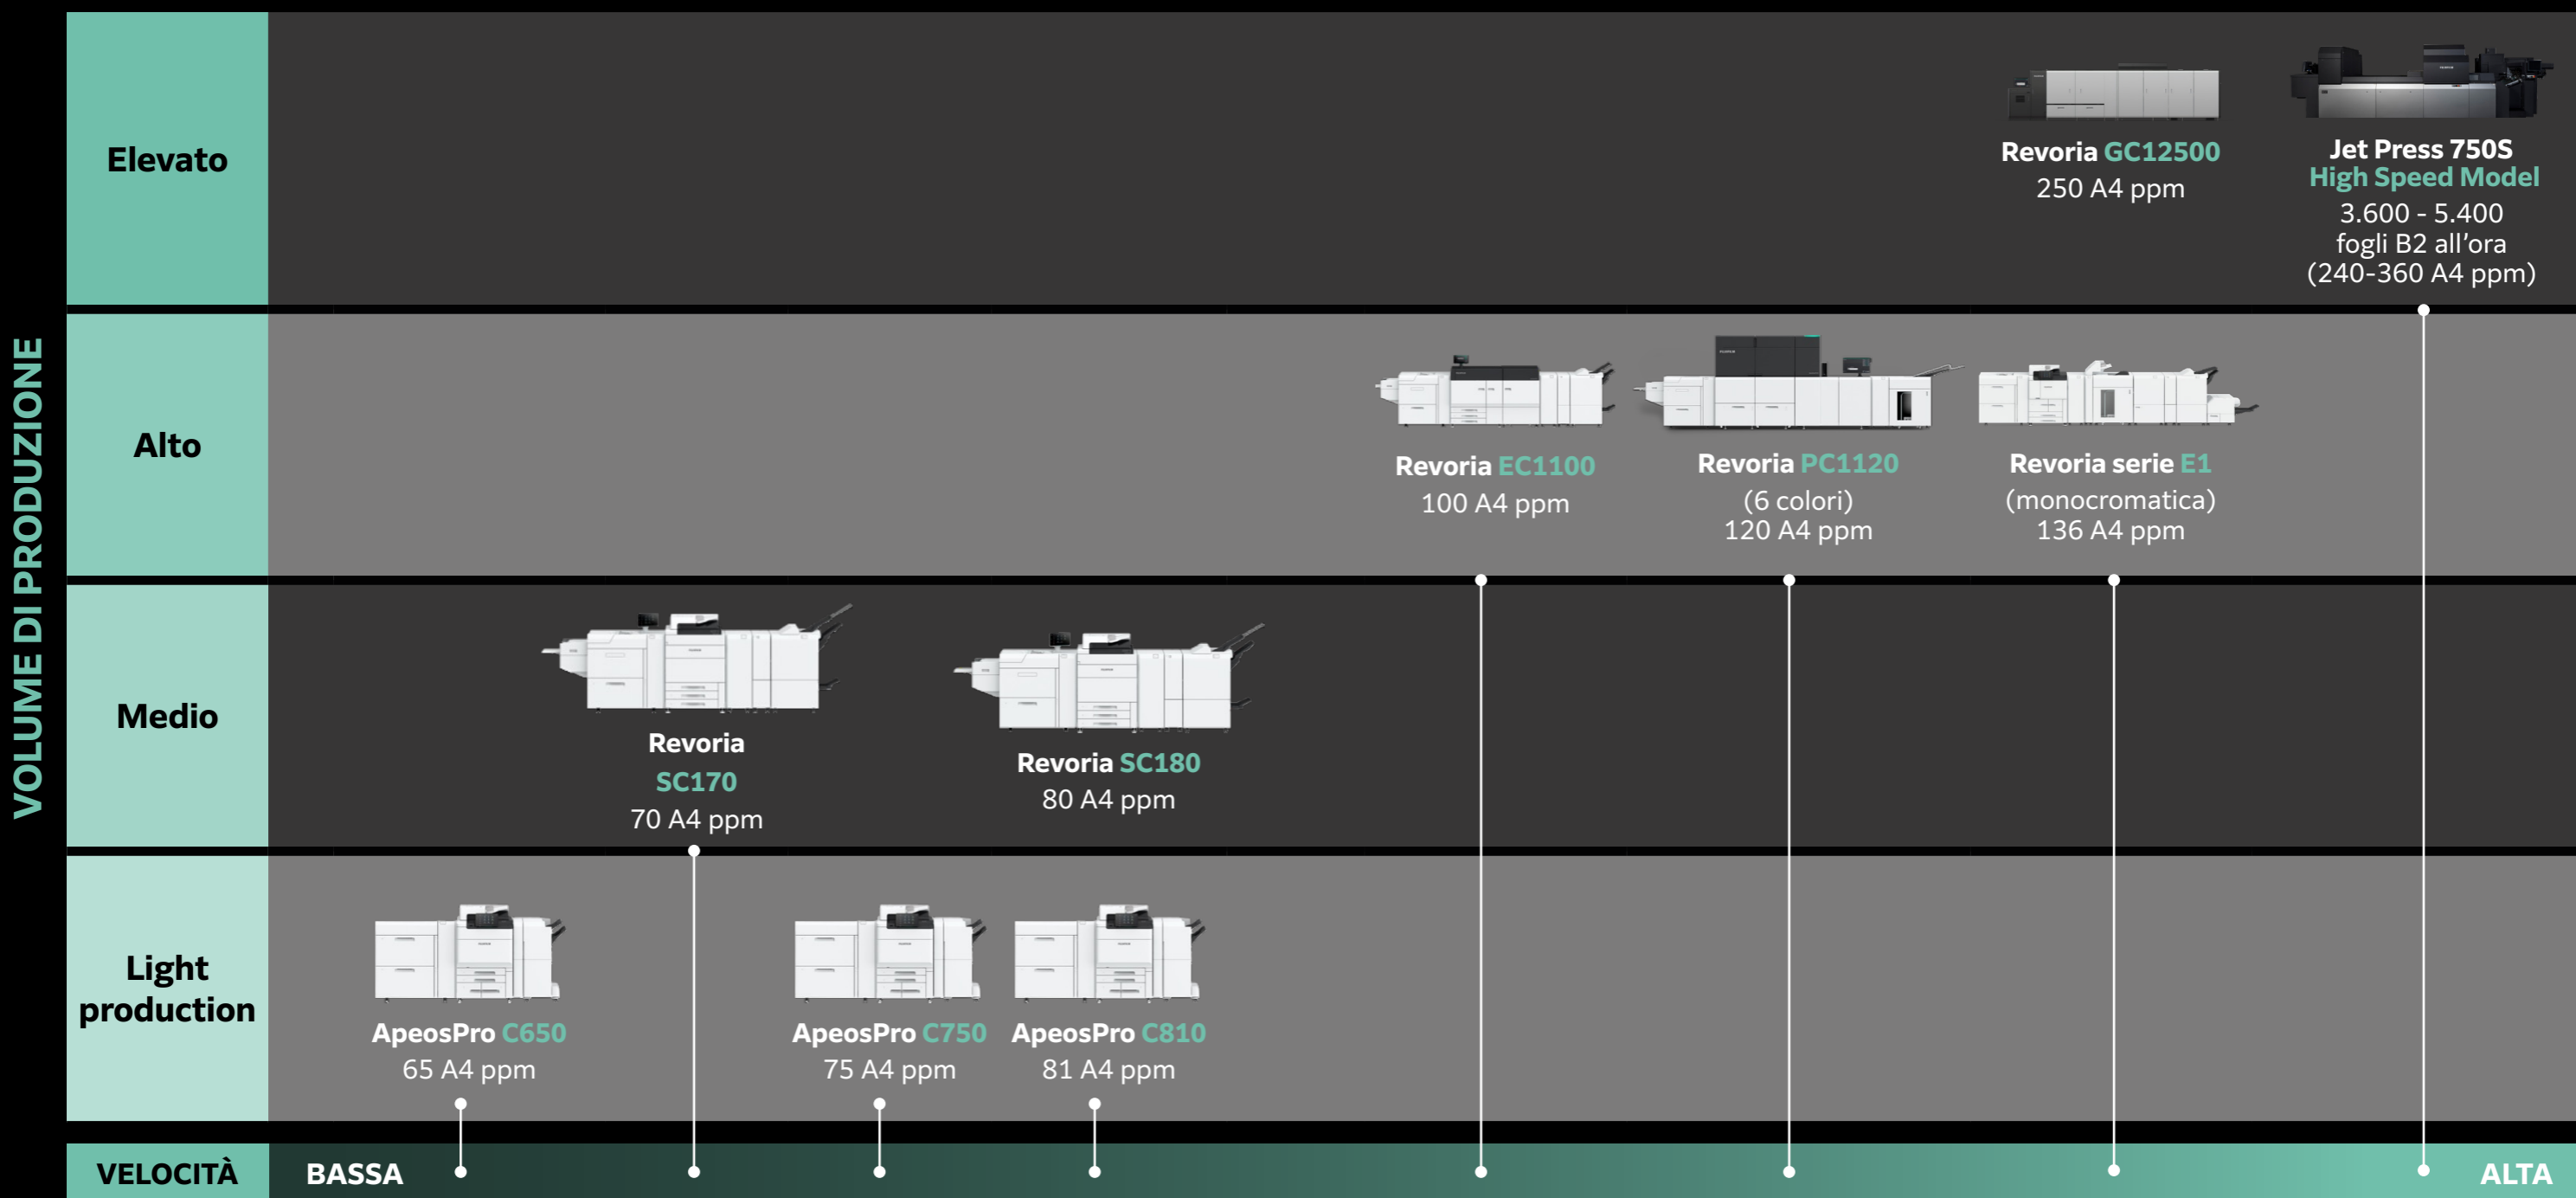 VOLUME DI PRODUZIONE
Elevato
Revoria GC12500
250 A4 ppm
Jet Press 750S
High Speed Model
3.600 - 5.400
fogli B2 all'ora
(240-360 A4 ppm)
Alto
Revoria EC1100
100 A4 ppm
Revoria PC1120
(6 colori)
120 A4 ppm
Revoria serie E1
(monocromatica)
136 A4 ppm
Medio
Revoria
SC170
70 A4 ppm
Revoria SC180
80 A4 ppm
Light
production
ApeosPro C650
65 A4 ppm
ApeosPro C750
75 A4 ppm
ApeosPro C810
81 A4 ppm
VELOCITÀ
BASSA
ALTA